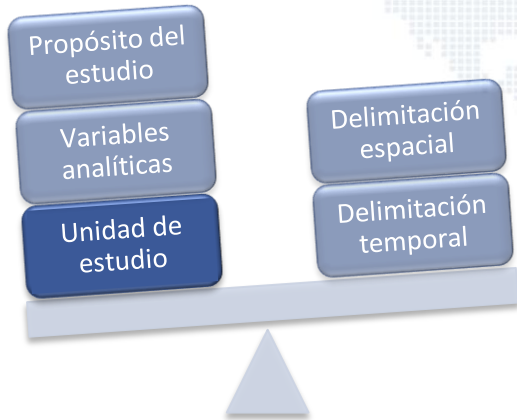 Propósito del
estudio
Variables
analíticas
Unidad de
estudio
Delimitación
espacial
Delimitación
temporal